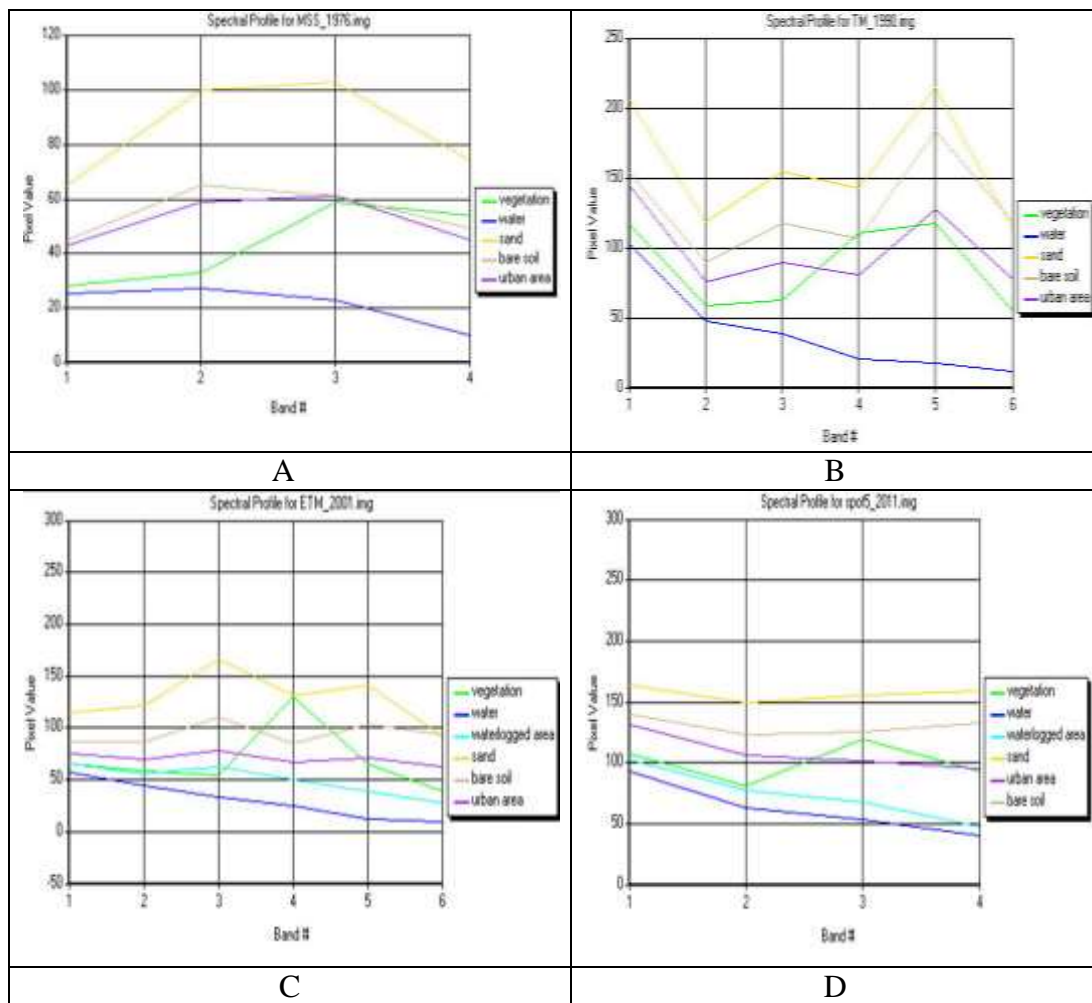 Spectral Profile for MSS_1976.img
120
100
80
60
40
20
0
Pixel Value
1 2 3 4
Band #
vegetation
water
sand
bare soil
urban area
A
Spectral Profile for TM_1990.img
250
200
150
100
50
0
Pixel Value
1 2 3 4 5 6
Band #
vegetation
water
sand
bare soil
urban area
B
Spectral Profile for ETM_2001.img
300
250
200
150
100
50
0
-50
Pixel Value
1 2 3 4 5 6
Band #
vegetation
water
waterlogged area
sand
bare soil
urban area
C
Spectral Profile for spot5_2011.img
300
250
200
150
100
50
0
Pixel Value
1 2 3 4
Band #
vegetation
water
waterlogged area
sand
urban area
bare soil
D